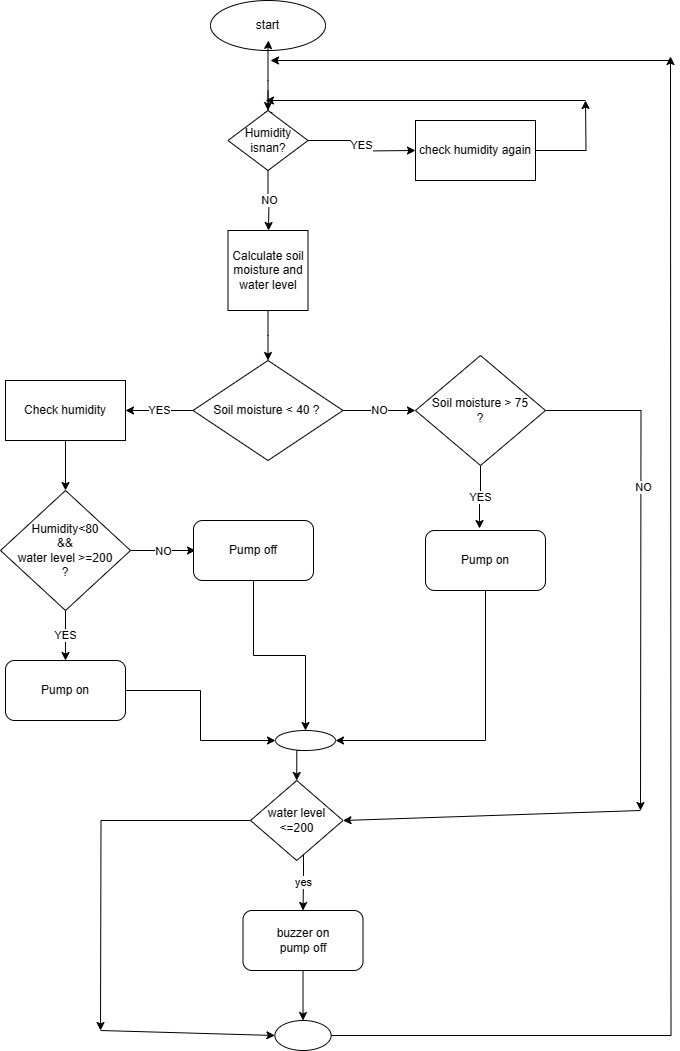 start
Humidity
isnan?
YES
check humidity again
NO
Calculate soil
moisture and
water level
Check humidity
YES
Soil moisture < 40 ?
NO
Soil moisture > 75
?
NO
YES
Humidity<80
&&
water level >=200
?
NO
Pump off
Pump on
YES
Pump on
water level
<=200
yes
buzzer on
pump off